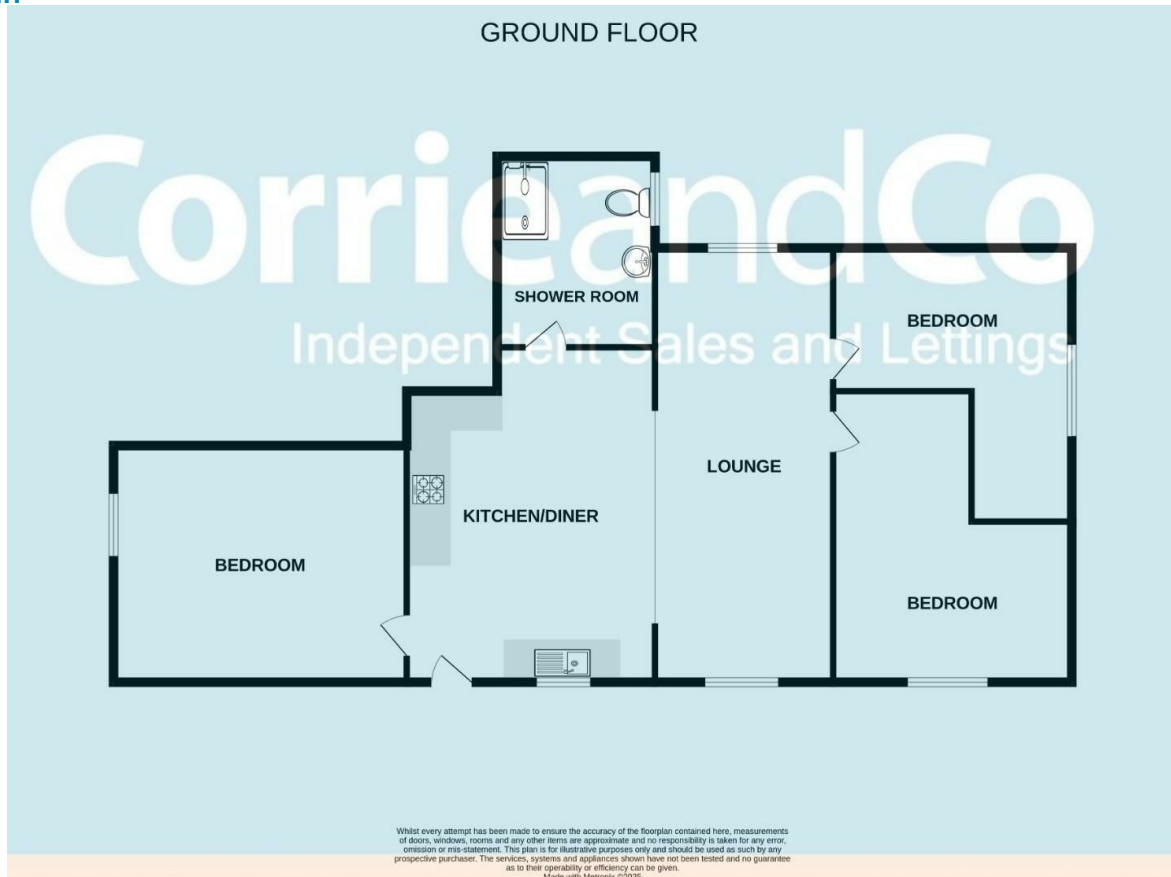 GROUND FLOOR
CorrieandCo
Independent Sales and Lettings
SHOWER ROOM
BEDROOM
LOUNGE
KITCHEN/DINER
BEDROOM
BEDROOM
Whilst every attempt has been made to ensure the accuracy of the floorplan contained here, measurements
of doors, windows, rooms and any other items are approximate and no responsibility is taken for any error,
omission or mis-statement. This plan is for illustrative purposes only and should be used as such by any
prospective purchaser. The services, systems and appliances shown have not been tested and no guarantee
as to their operability or efficiency can be given.
Made with Metropix ©2025